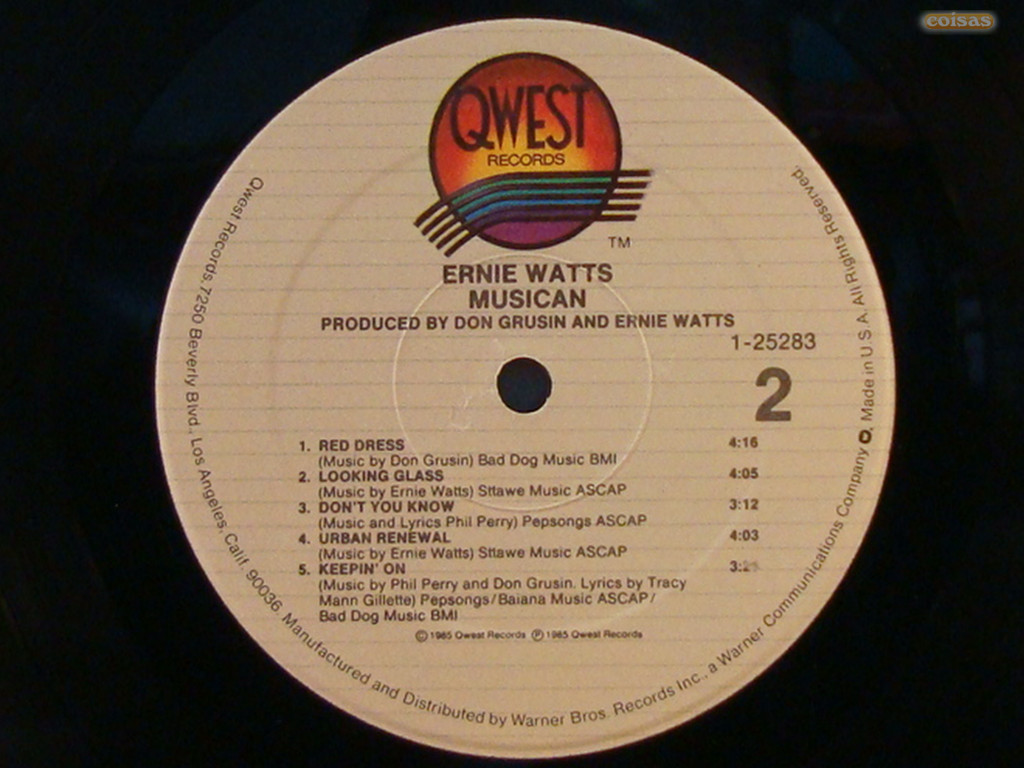 coisas
QWEST
RECORDS
TM
ERNIE WATTS
MUSICAN
PRODUCED BY DON GRUSIN AND ERNIE WATTS
1-25283
2
1. RED DRESS 4:16
(Music by Don Grusin) Bad Dog Music BMI
2. LOOKING GLASS 4:05
(Music by Ernie Watts) Sttawe Music ASCAP
3. DON'T YOU KNOW 3:12
(Music and Lyrics Phil Perry) Pepsongs ASCAP
4. URBAN RENEWAL 4:03
(Music by Ernie Watts) Sttawe Music ASCAP
5. KEEPIN' ON
(Music by Phil Perry and Don Grusin. Lyrics by Tracy
Mann Gillette) Pepsongs/Baiana Music ASCAP/
Bad Dog Music BMI
Ⓒ 1985 Qwest Records Ⓟ 1985 Qwest Records
Qwest Records, 7250 Beverly Blvd., Los Angeles, Calif. 90036. Manufactured and Distributed by Warner Bros. Records Inc., a Warner Communications Company. Made in U.S.A. All Rights Reserved.